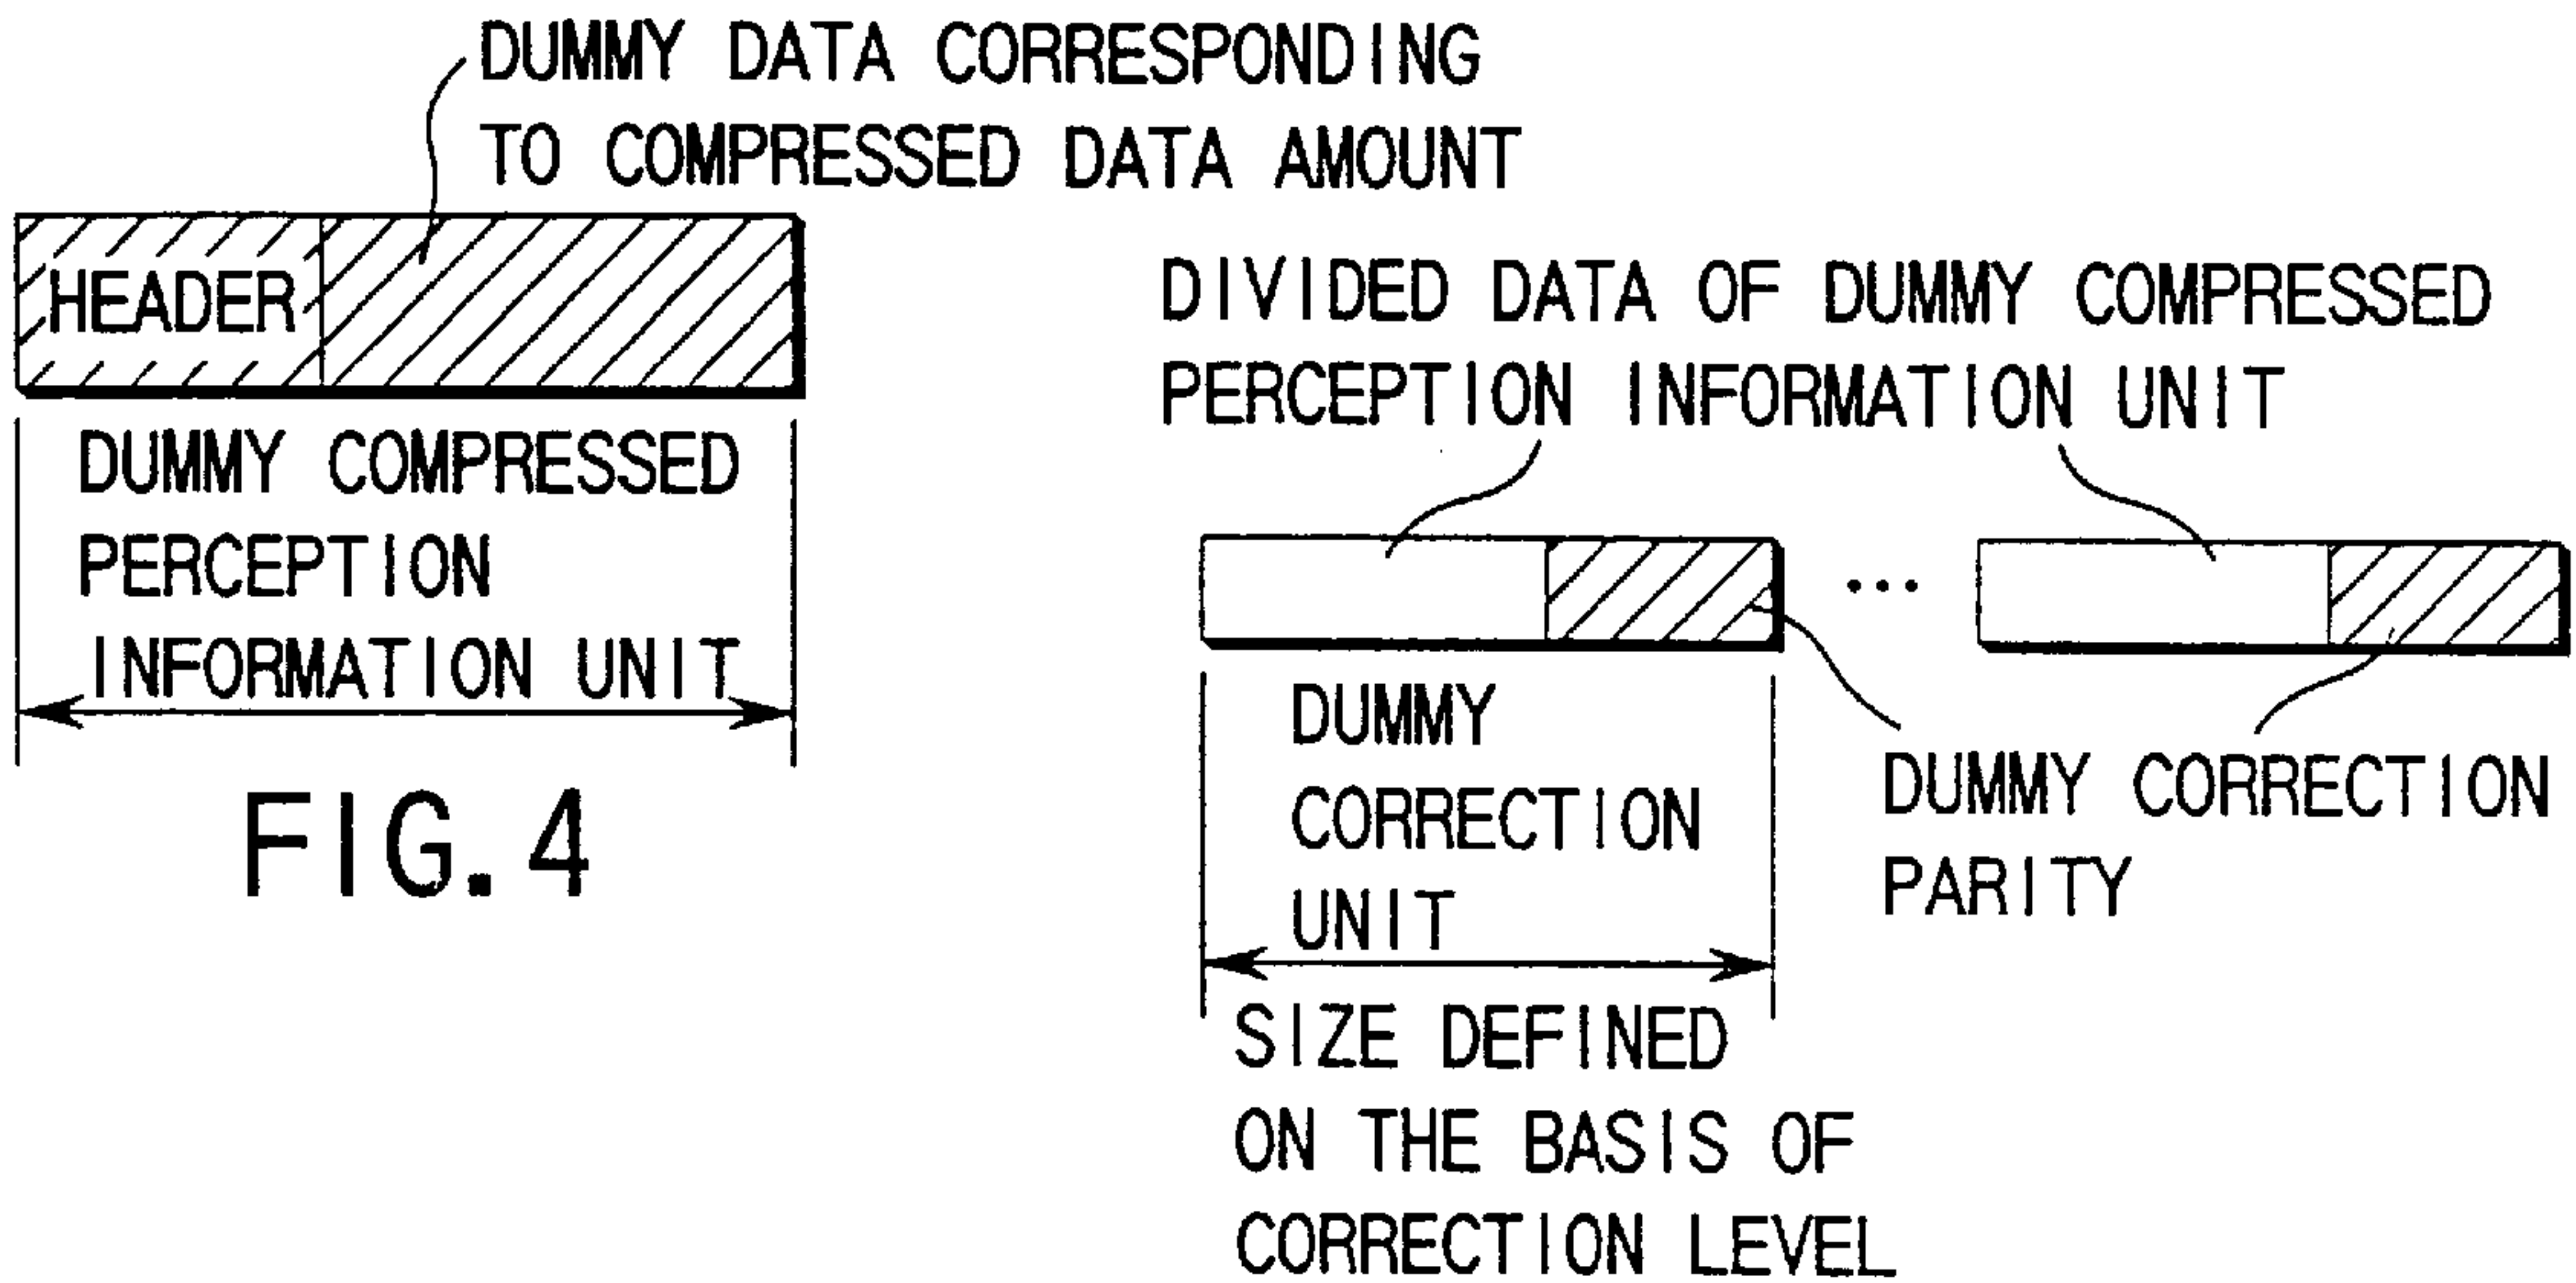 DUMMY DATA CORRESPONDING
TO COMPRESSED DATA AMOUNT
HEADER
DUMMY COMPRESSED
PERCEPTION
INFORMATION UNIT
FIG. 4
DIVIDED DATA OF DUMMY COMPRESSED
PERCEPTION INFORMATION UNIT
...
DUMMY
CORRECTION
UNIT
DUMMY CORRECTION
PARITY
SIZE DEFINED
ON THE BASIS OF
CORRECTION LEVEL